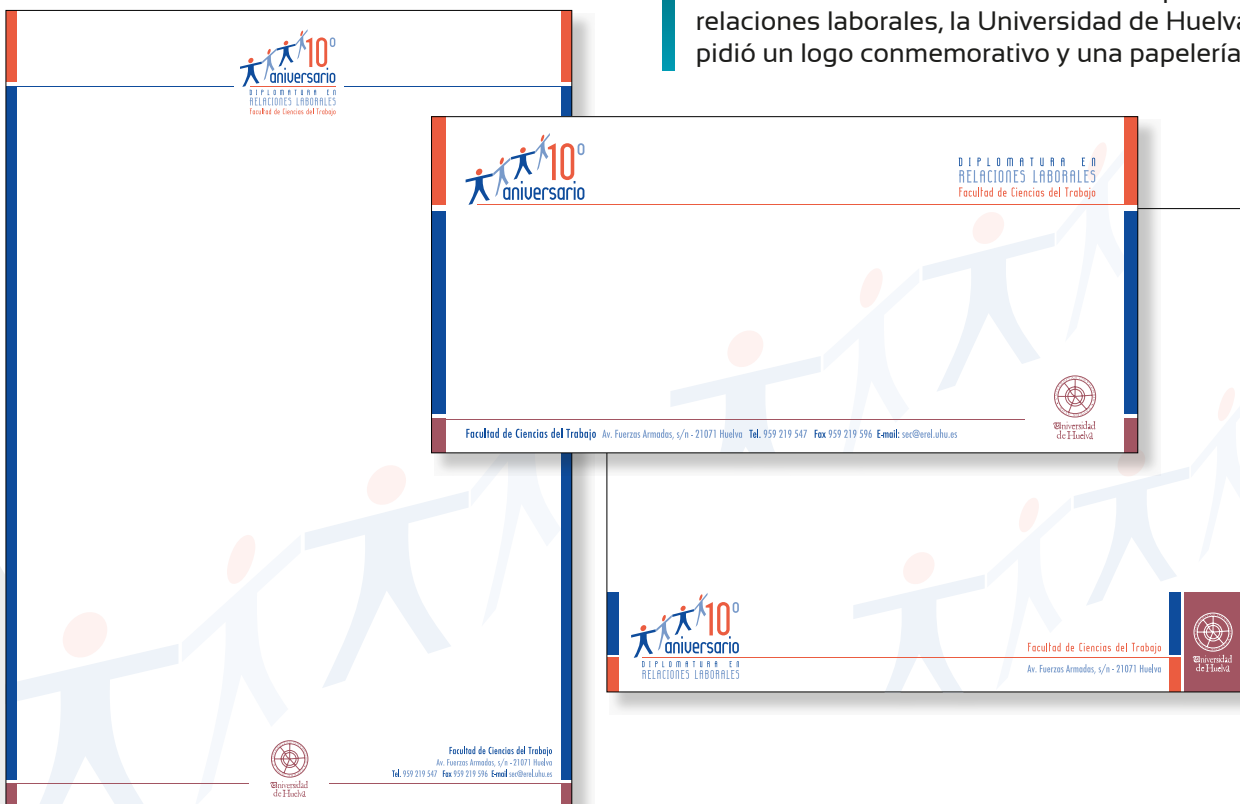 relaciones laborales, la Universidad de Huelva
pidió un logo conmemorativo y una papelería
10º
aniversario
DIPLOMATURA EN
RELACIONES LABORALES
Facultad de Ciencias del Trabajo
10º
aniversario
DIPLOMATURA EN
RELACIONES LABORALES
Facultad de Ciencias del Trabajo
Universidad
de Huelva
Facultad de Ciencias del Trabajo Av. Fuerzas Armadas, s/n - 21071 Huelva Tel. 959 219 547 Fax 959 219 596 E-mail: sec@erel.uhu.es
10º
aniversario
DIPLOMATURA EN
RELACIONES LABORALES
Facultad de Ciencias del Trabajo
Av. Fuerzas Armadas, s/n - 21071 Huelva
Universidad
de Huelva
Universidad
de Huelva
Facultad de Ciencias del Trabajo
Av. Fuerzas Armadas, s/n - 21071 Huelva
Tel. 959 219 547 Fax 959 219 596 E-mail sec@erel.uhu.es